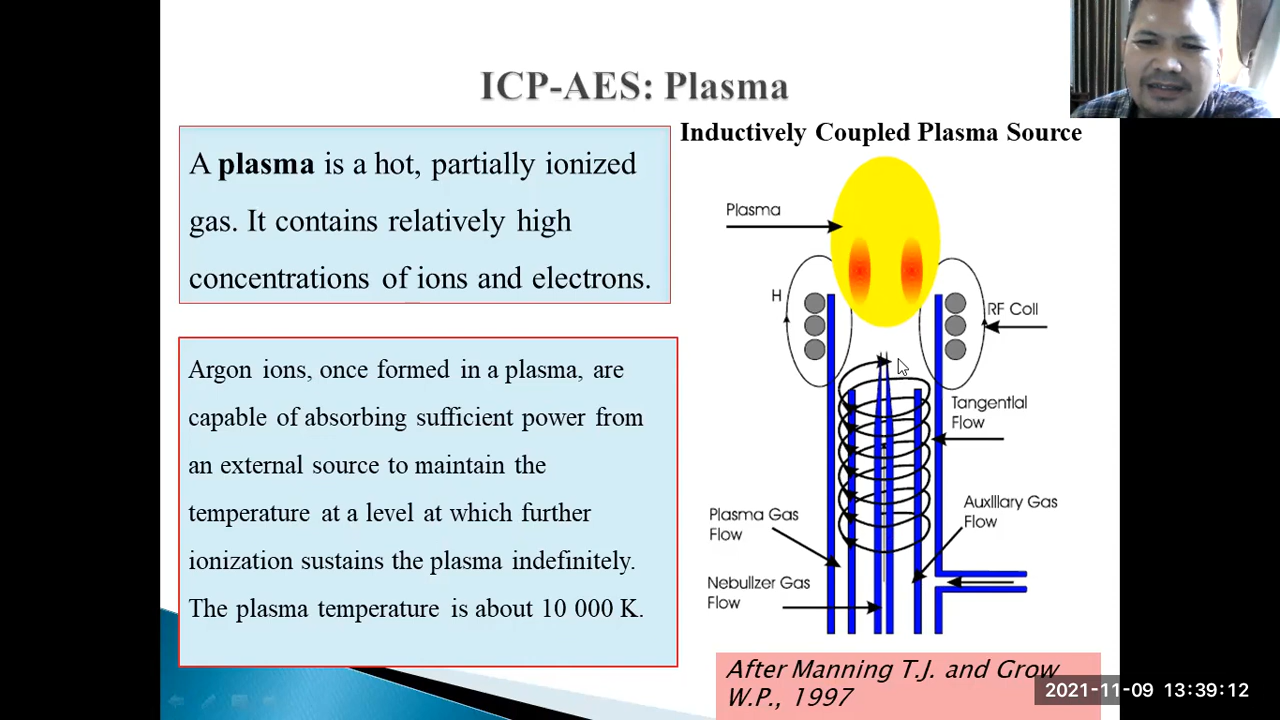 ICP-AES: Plasma
A plasma is a hot, partially ionized
gas. It contains relatively high
concentrations of ions and electrons.
Argon ions, once formed in a plasma, are
capable of absorbing sufficient power from
an external source to maintain the
temperature at a level at which further
ionization sustains the plasma indefinitely.
The plasma temperature is about 10 000 K.
Inductively Coupled Plasma Source
Plasma
H
RF Coil
Tangential
Flow
Plasma Gas
Flow
Auxiliary Gas
Flow
Nebulizer Gas
Flow
After Manning T.J. and Grow
W.P., 1997
2021-11-09 13:39:12